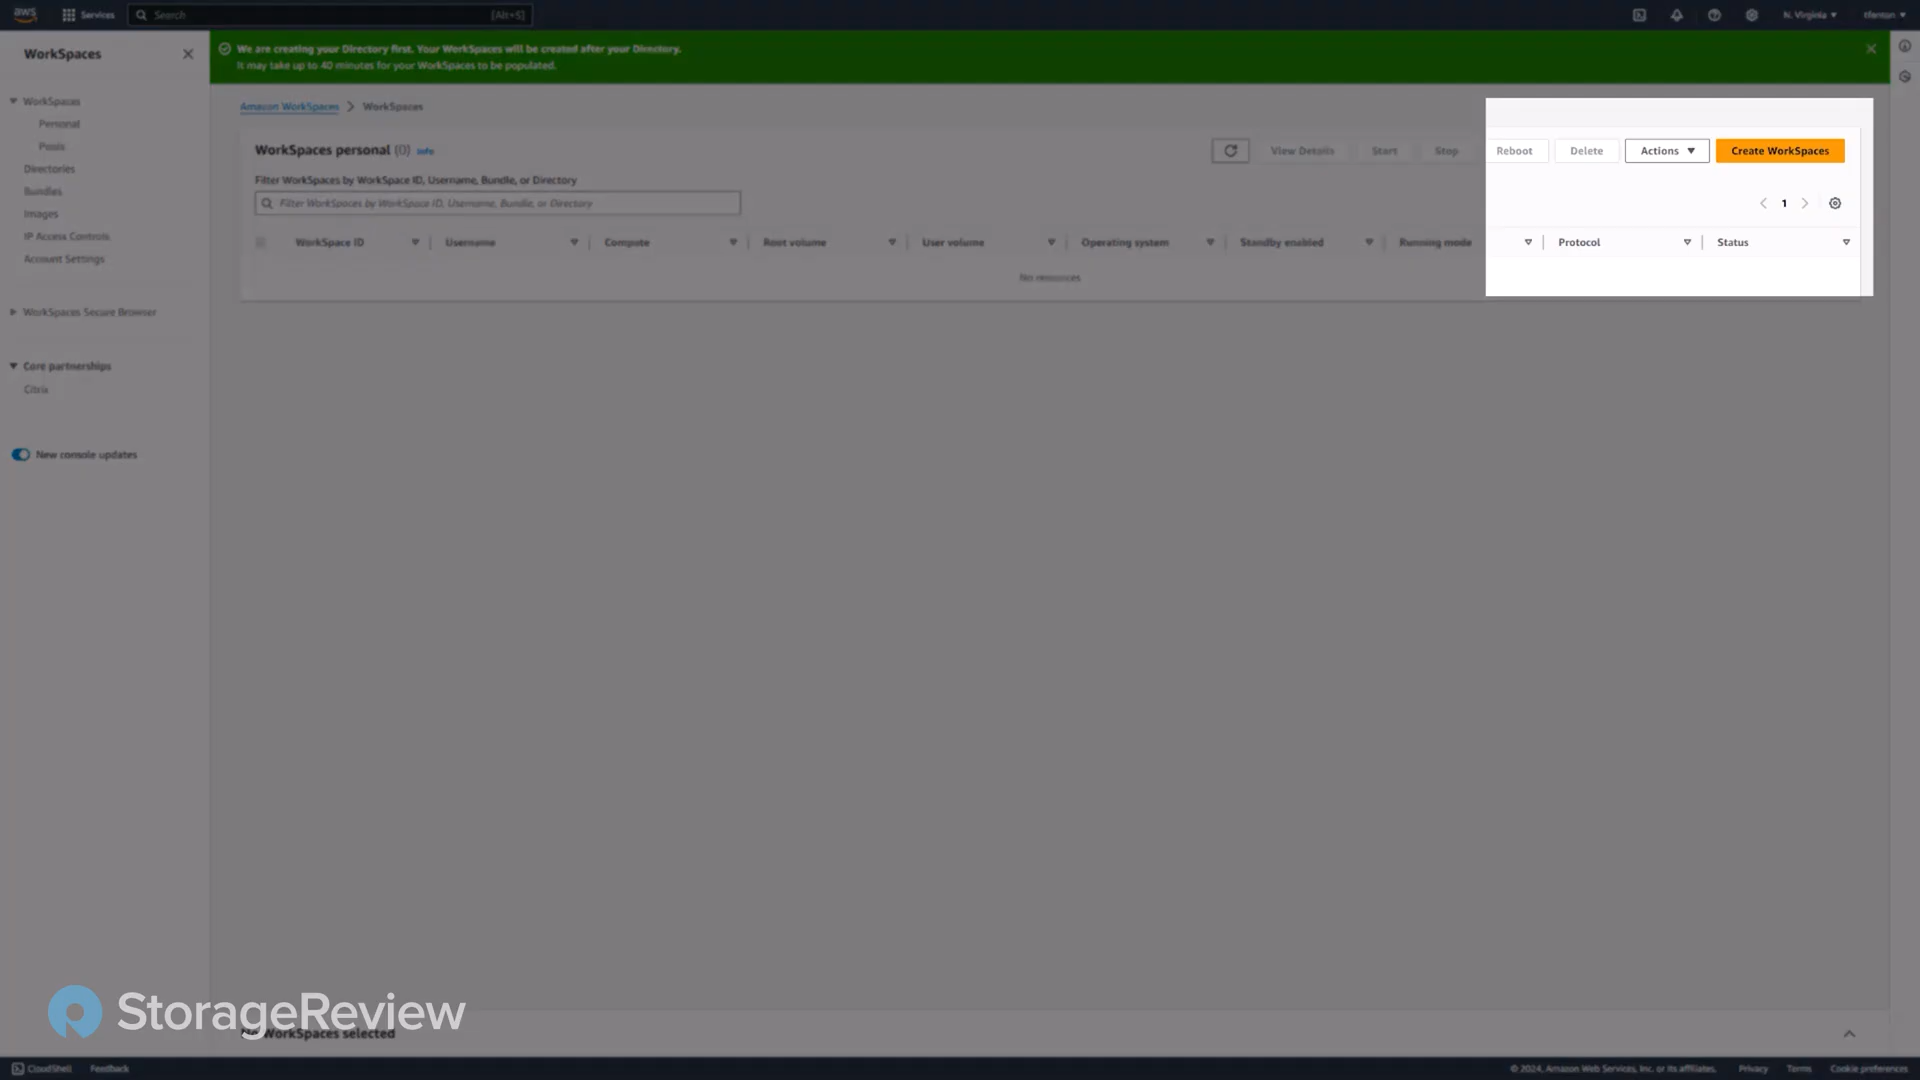 aws
Services
Search
[Alt+S]
N. Virginia
tfenton
WorkSpaces
We are creating your Directory first. Your WorkSpaces will be created after your Directory.
It may take up to 40 minutes for your WorkSpaces to be populated.
WorkSpaces
Personal
Pools
Directories
Bundles
Images
IP Access Controls
Account Settings
WorkSpaces Secure Browser
Core partnerships
Citrix
New console updates
Amazon WorkSpaces > WorkSpaces
WorkSpaces personal (0) Info
View Details
Start
Stop
Reboot
Delete
Actions
Create WorkSpaces
Filter WorkSpaces by WorkSpace ID, Username, Bundle, or Directory
Filter WorkSpaces by WorkSpace ID, Username, Bundle, or Directory
1
WorkSpace ID
Username
Compute
Root volume
User volume
Operating system
Standby enabled
Running mode
Protocol
Status
No resources
StorageReview
WorkSpaces selected
CloudShell
Feedback
© 2024, Amazon Web Services, Inc. or its affiliates.
Privacy
Terms
Cookie preferences